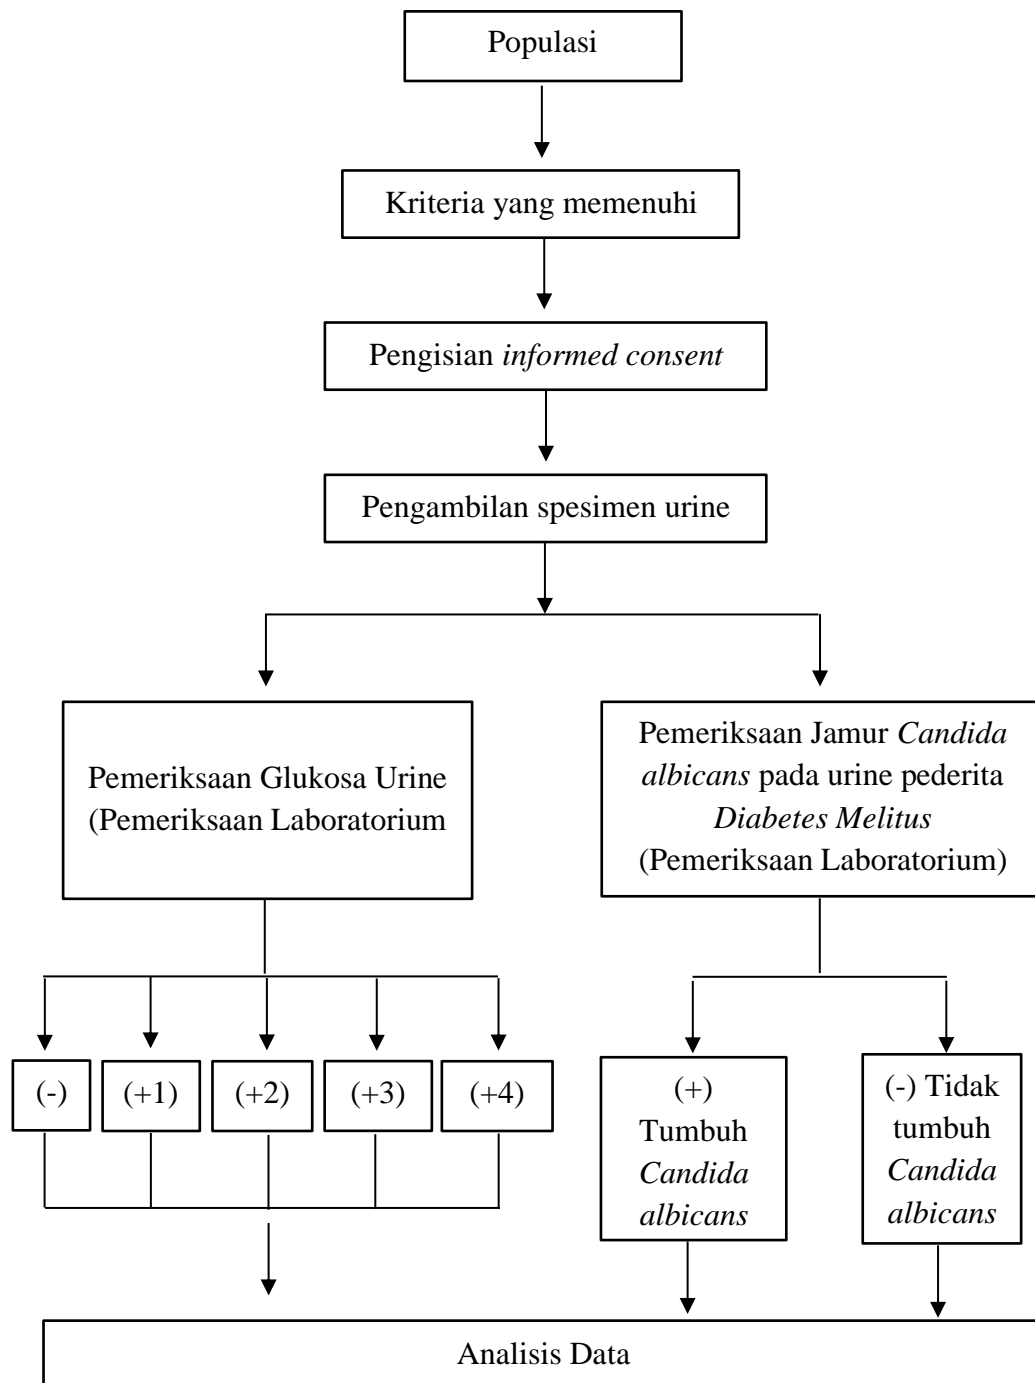 Populasi
Kriteria yang memenuhi
Pengisian informed consent
Pengambilan spesimen urine
Pemeriksaan Glukosa Urine
(Pemeriksaan Laboratorium
Pemeriksaan Jamur Candida
albicans pada urine pederita
Diabetes Melitus
(Pemeriksaan Laboratorium)
(-)
(+1)
(+2)
(+3)
(+4)
(+)
Tumbuh
Candida
albicans
(-) Tidak
tumbuh
Candida
albicans
Analisis Data